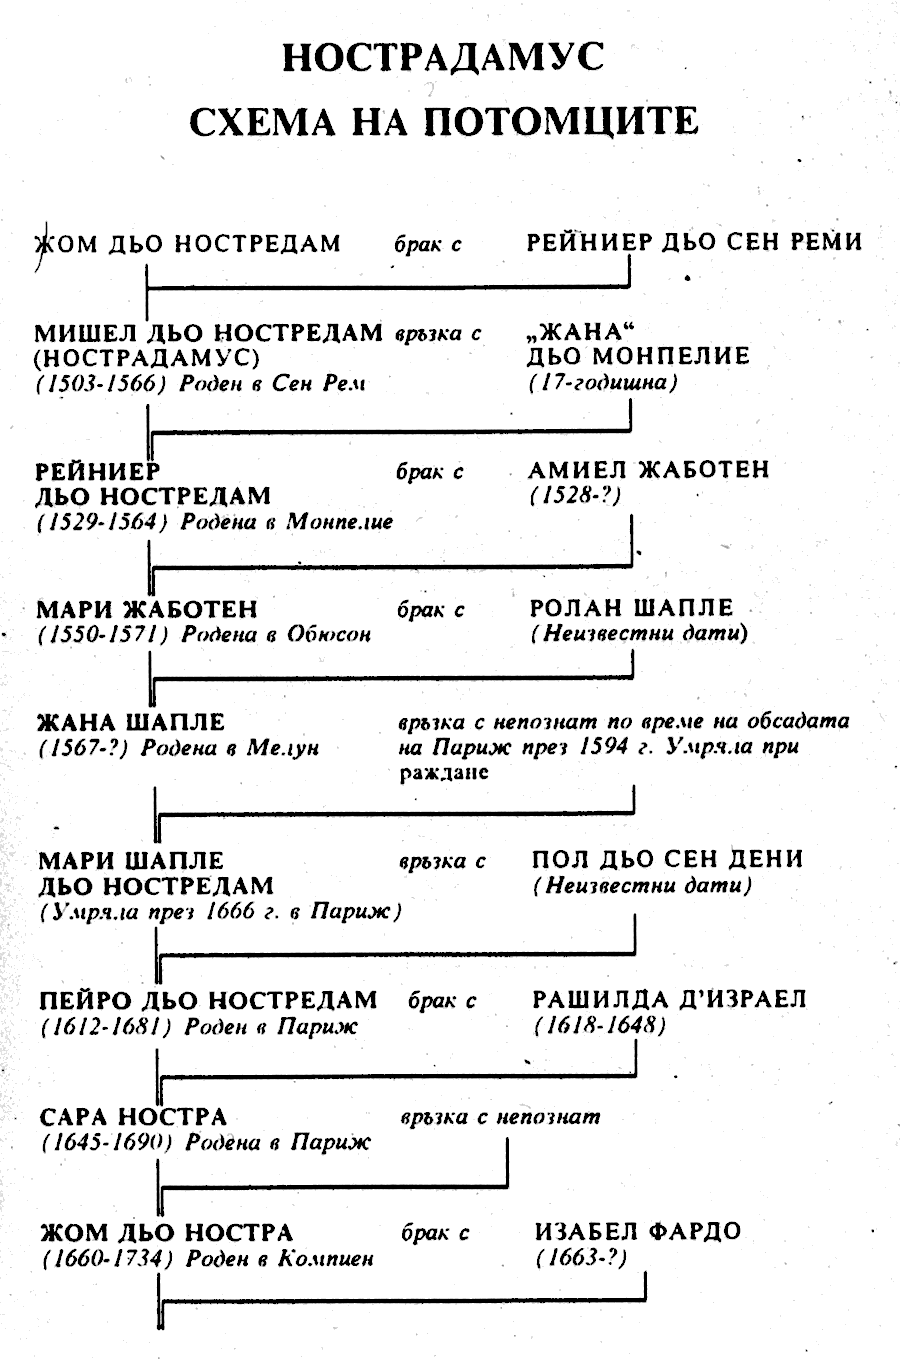 НОСТРАДАМУС
СХЕМА НА ПОТОМЦИТЕ
ЖОМ ДЬО НОСТРЕДАМ брак с РЕЙНИЕР ДЬО СЕН РЕМИ
МИШЕЛ ДЬО НОСТРЕДАМ връзка с „ЖАНА“
(НОСТРАДАМУС) ДЬО МОНПЕЛИЕ
(1503-1566) Роден в Сен Рем (17-годишна)
РЕЙНИЕР брак с АМИЕЛ ЖАБОТЕН
ДЬО НОСТРЕДАМ (1528-?)
(1529-1564) Родена в Монпелие
МАРИ ЖАБОТЕН брак с РОЛАН ШАПЛЕ
(1550-1571) Родена в Обюсон (Неизвестни дати)
ЖАНА ШАПЛЕ връзка с непознат по време на обсадата
(1567-?) Родена в Мелун на Париж през 1594 г. Умряла при
раждане
МАРИ ШАПЛЕ връзка с ПОЛ ДЬО СЕН ДЕНИ
ДЬО НОСТРЕДАМ (Неизвестни дати)
(Умряла през 1666 г. в Париж)
ПЕЙРО ДЬО НОСТРЕДАМ брак с РАШИЛДА Д'ИЗРАЕЛ
(1612-1681) Роден в Париж (1618-1648)
САРА НОСТРА връзка с непознат
(1645-1690) Родена в Париж
ЖОМ ДЬО НОСТРА брак с ИЗАБЕЛ ФАРДО
(1660-1734) Роден в Компиен (1663-?)